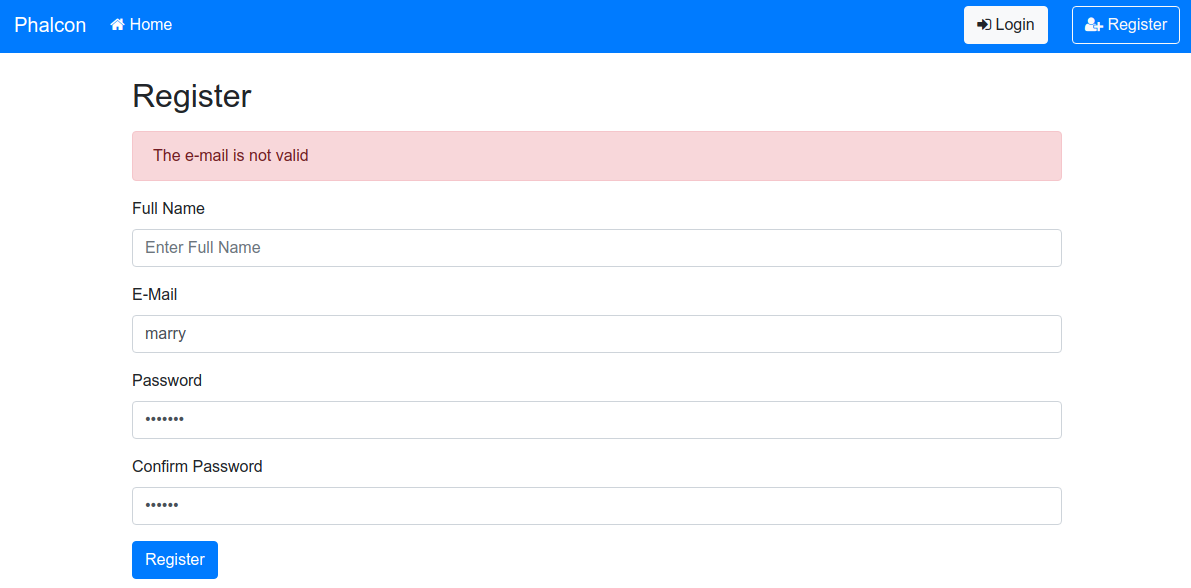 Phalcon Home Login Register
Register
The e-mail is not valid
Full Name
Enter Full Name
E-Mail
marry
Password
•••••••
Confirm Password
••••••
Register